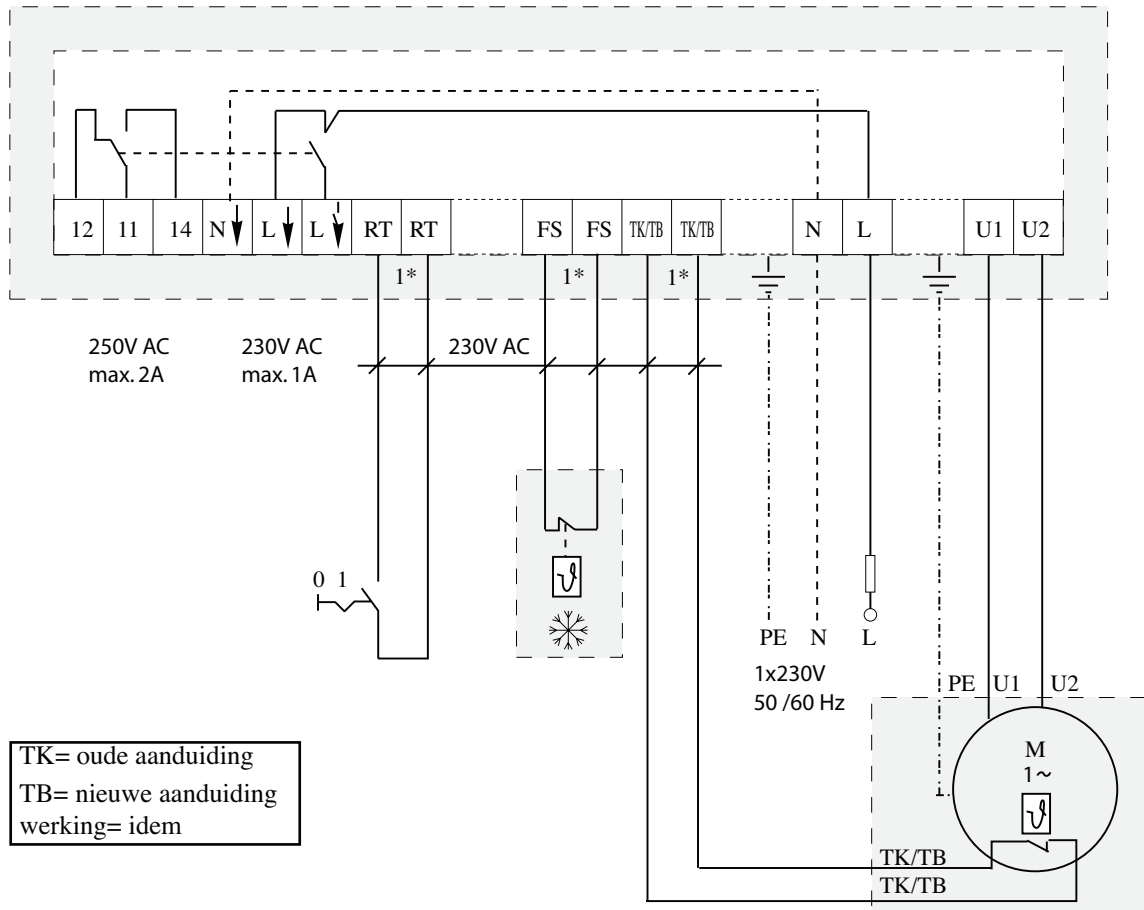 12 11 14 N L L RT RT FS FS TK/TB TK/TB N L U1 U2
1* 1* 1*
250V AC 230V AC 230V AC
max. 2A max. 1A
0 1
PE N L
1x230V
50 /60 Hz
PE U1 U2
M
1~
ϑ
ϑ
TK/TB
TK/TB
TK= oude aanduiding
TB= nieuwe aanduiding
werking= idem